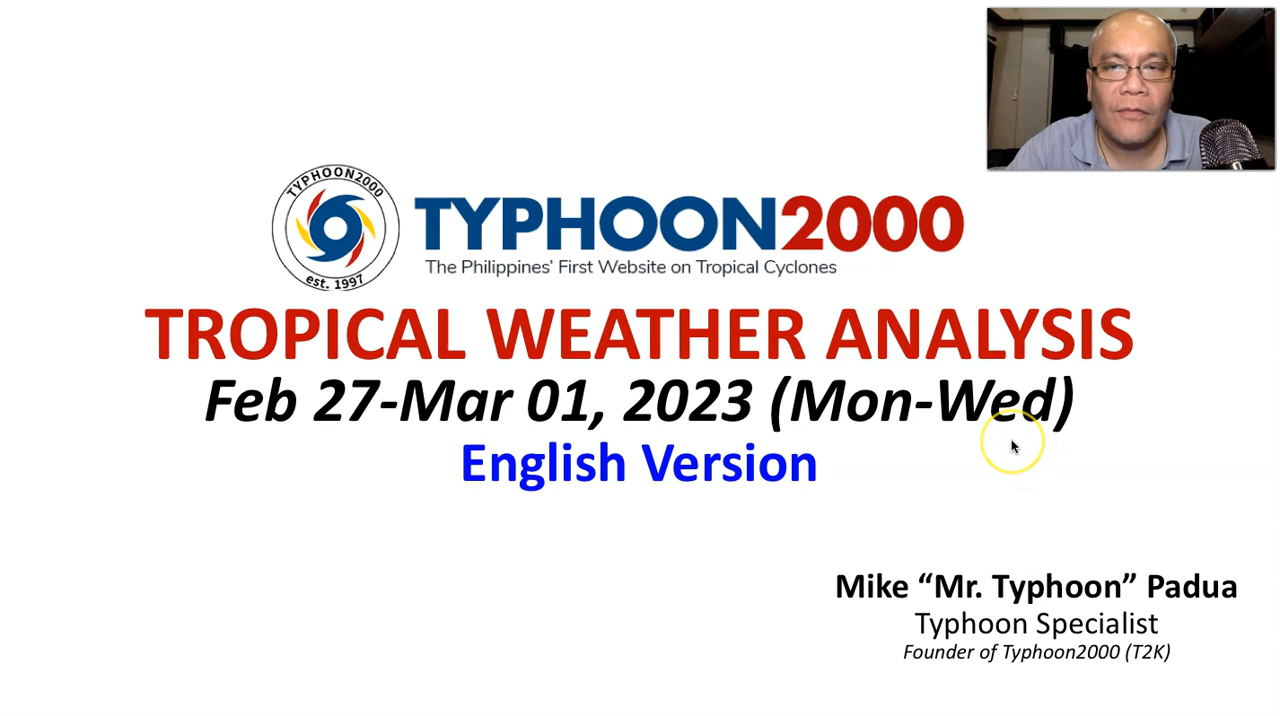 TYPHOON2000
est. 1997
TYPHOON2000
The Philippines' First Website on Tropical Cyclones
TROPICAL WEATHER ANALYSIS
Feb 27-Mar 01, 2023 (Mon-Wed)
English Version
Mike “Mr. Typhoon” Padua
Typhoon Specialist
Founder of Typhoon2000 (T2K)